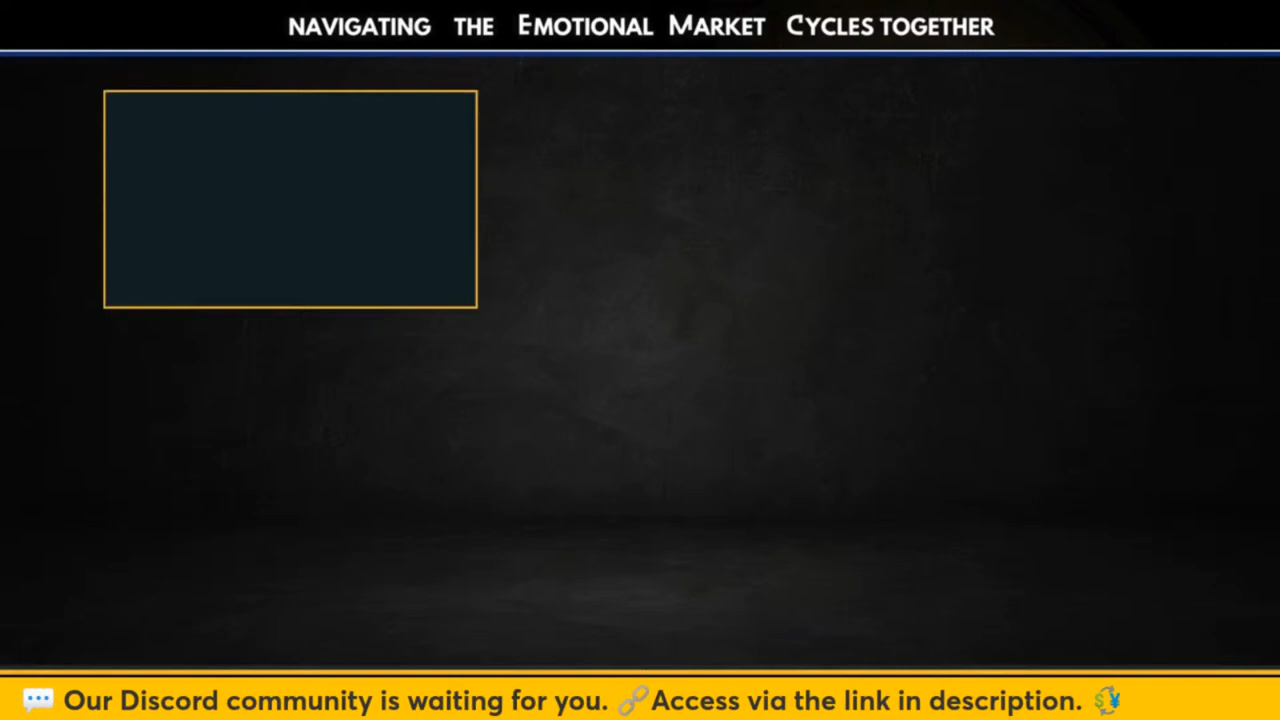 NAVIGATING THE EMOTIONAL MARKET CYCLES TOGETHER
💬 Our Discord community is waiting for you. 🔗Access via the link in description. 💱